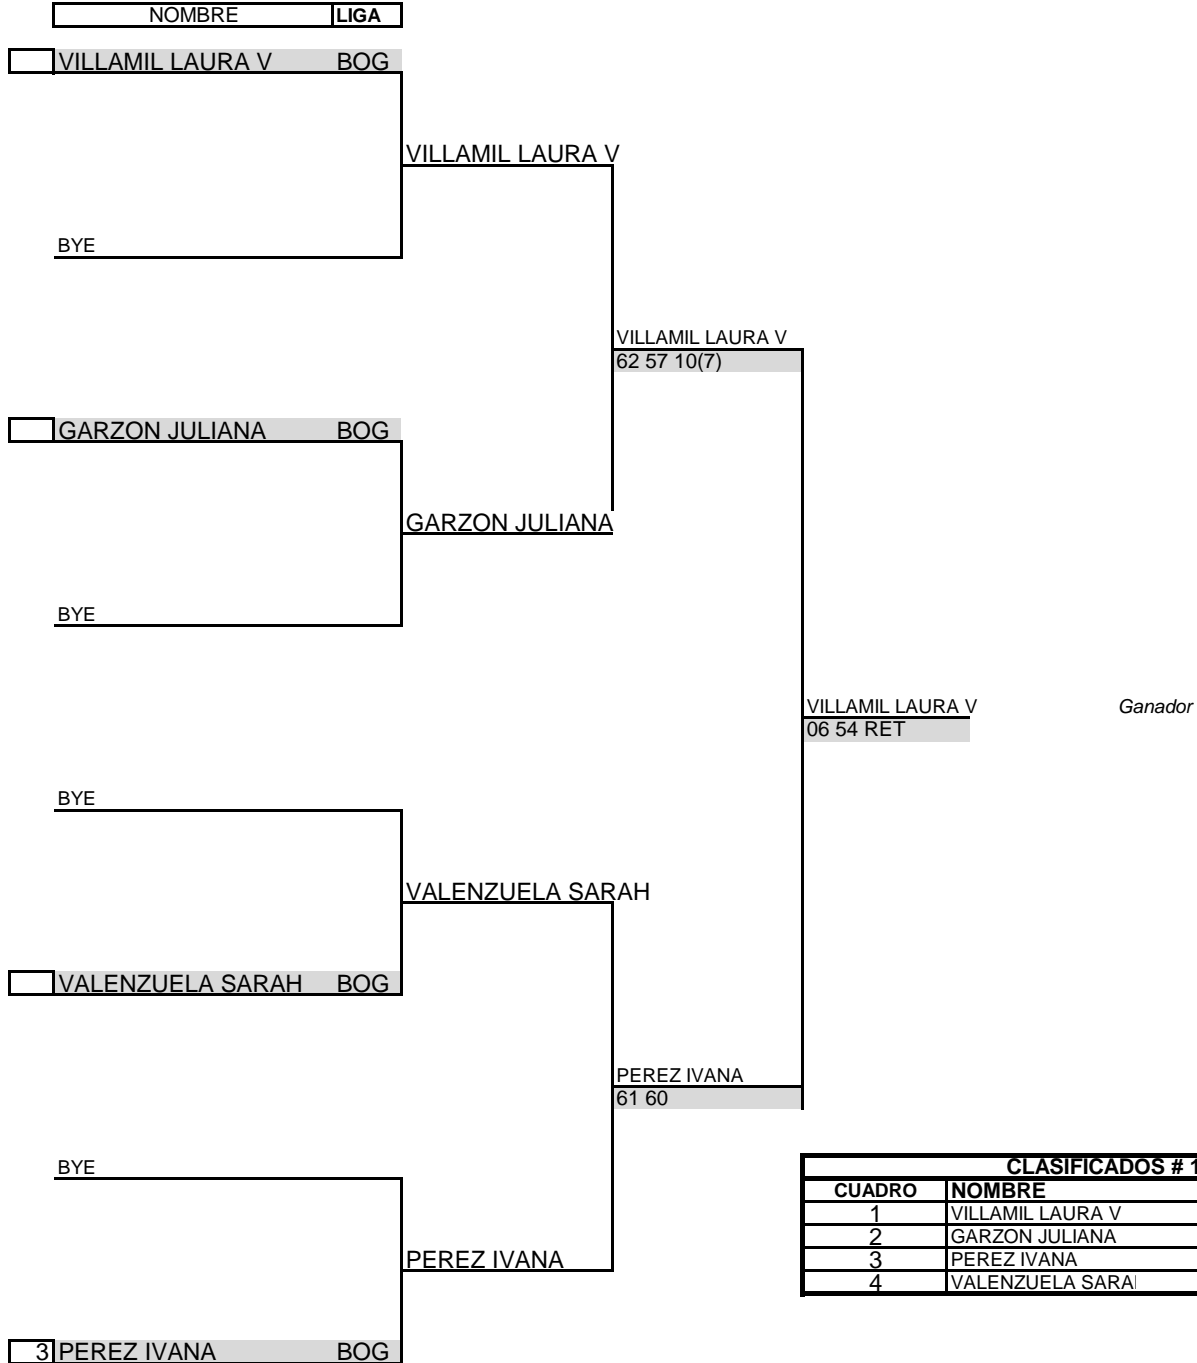 NOMBRE LIGA
VILLAMIL LAURA V BOG
VILLAMIL LAURA V
BYE
VILLAMIL LAURA V
62 57 10(7)
GARZON JULIANA BOG
GARZON JULIANA
BYE
VILLAMIL LAURA V Ganador
06 54 RET
BYE
VALENZUELA SARAH
VALENZUELA SARAH BOG
PEREZ IVANA
61 60
BYE
CLASIFICADOS # 1
CUADRO NOMBRE
1 VILLAMIL LAURA V
2 GARZON JULIANA
PEREZ IVANA
3 PEREZ IVANA
4 VALENZUELA SARA
3 PEREZ IVANA BOG